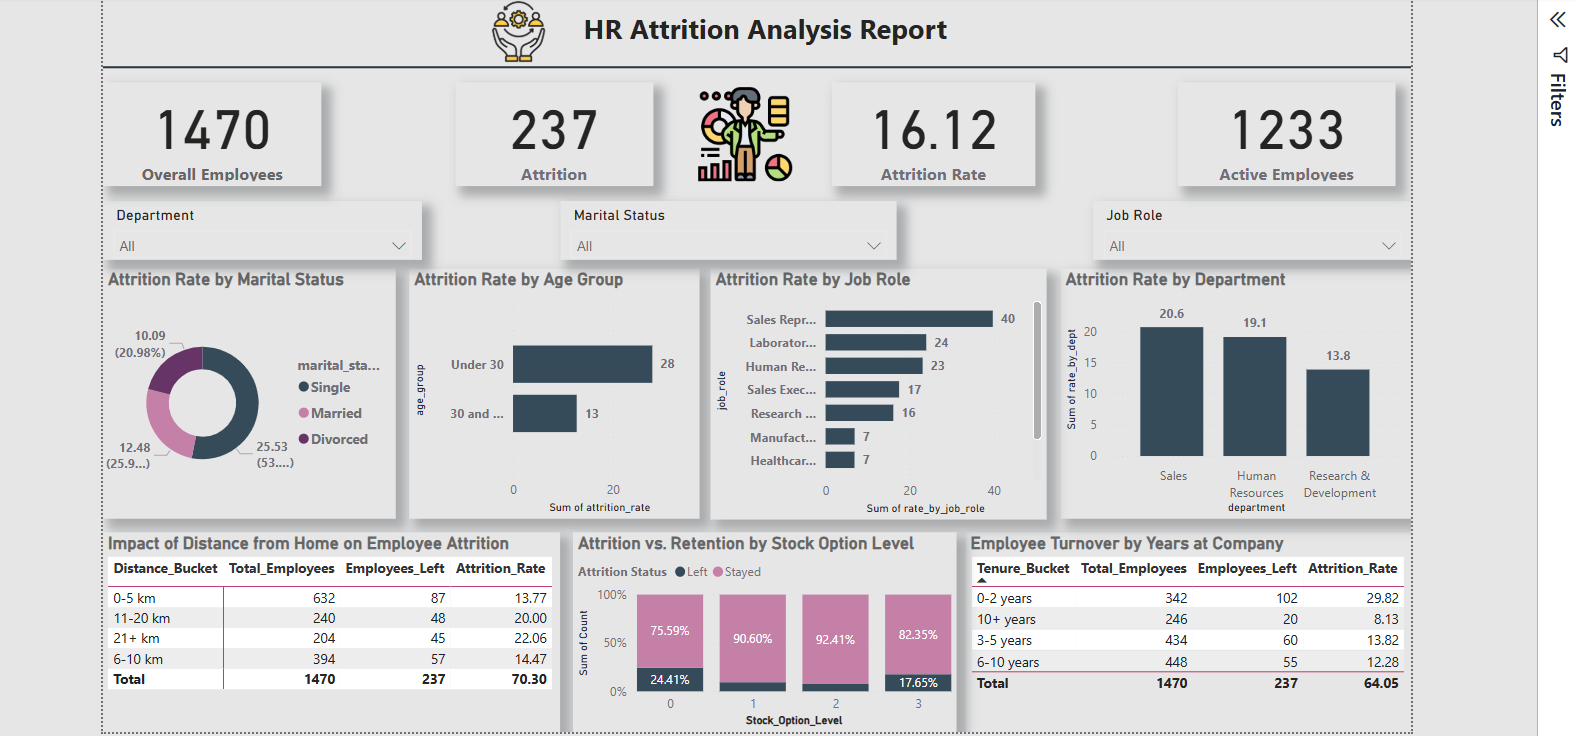 HR Attrition Analysis Report
Filters
1470
Overall Employees
237
Attrition
16.12
Attrition Rate
1233
Active Employees
Department
All
Marital Status
All
Job Role
All
Attrition Rate by Marital Status
10.09
(20.98%)
12.48
(25.9...)
25.53
(53....)
marital_sta...
Single
Married
Divorced
Attrition Rate by Age Group
age_group
Under 30
28
30 and ...
13
0 20
Sum of attrition_rate
Attrition Rate by Job Role
job_role
Sales Repr... 40
Laborator... 24
Human Re... 23
Sales Exec... 17
Research ... 16
Manufact... 7
Healthcar... 7
0 20 40
Sum of rate_by_job_role
Attrition Rate by Department
Sum of rate_by_dept
20
15
10
5
0
20.6
19.1
13.8
Sales
Human
Resources
Research &
Development
department
Impact of Distance from Home on Employee Attrition
Distance_Bucket Total_Employees Employees_Left Attrition_Rate
0-5 km 632 87 13.77
11-20 km 240 48 20.00
21+ km 204 45 22.06
6-10 km 394 57 14.47
Total 1470 237 70.30
Attrition vs. Retention by Stock Option Level
Attrition Status Left Stayed
Sum of Count
100%
50%
0%
75.59%
24.41%
90.60%
92.41%
82.35%
17.65%
0 1 2 3
Stock_Option_Level
Employee Turnover by Years at Company
Tenure_Bucket Total_Employees Employees_Left Attrition_Rate
0-2 years 342 102 29.82
10+ years 246 20 8.13
3-5 years 434 60 13.82
6-10 years 448 55 12.28
Total 1470 237 64.05